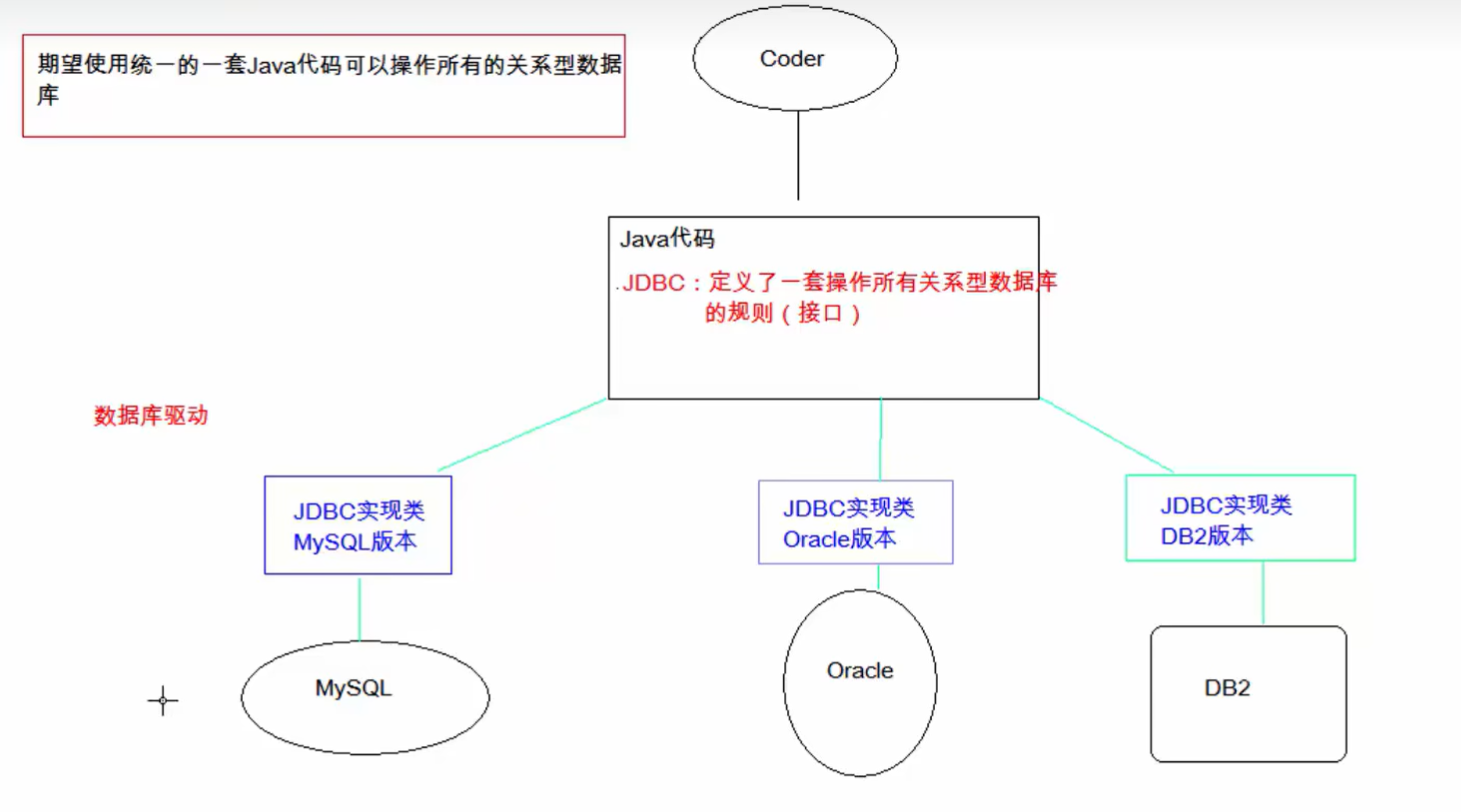 期望使用统一的一套Java代码可以操作所有的关系型数据
库
Coder
Java代码
.JDBC：定义了一套操作所有关系型数据库
的规则（接口）
数据库驱动
JDBC实现类
MySQL版本
JDBC实现类
Oracle版本
JDBC实现类
DB2版本
MySQL
Oracle
DB2